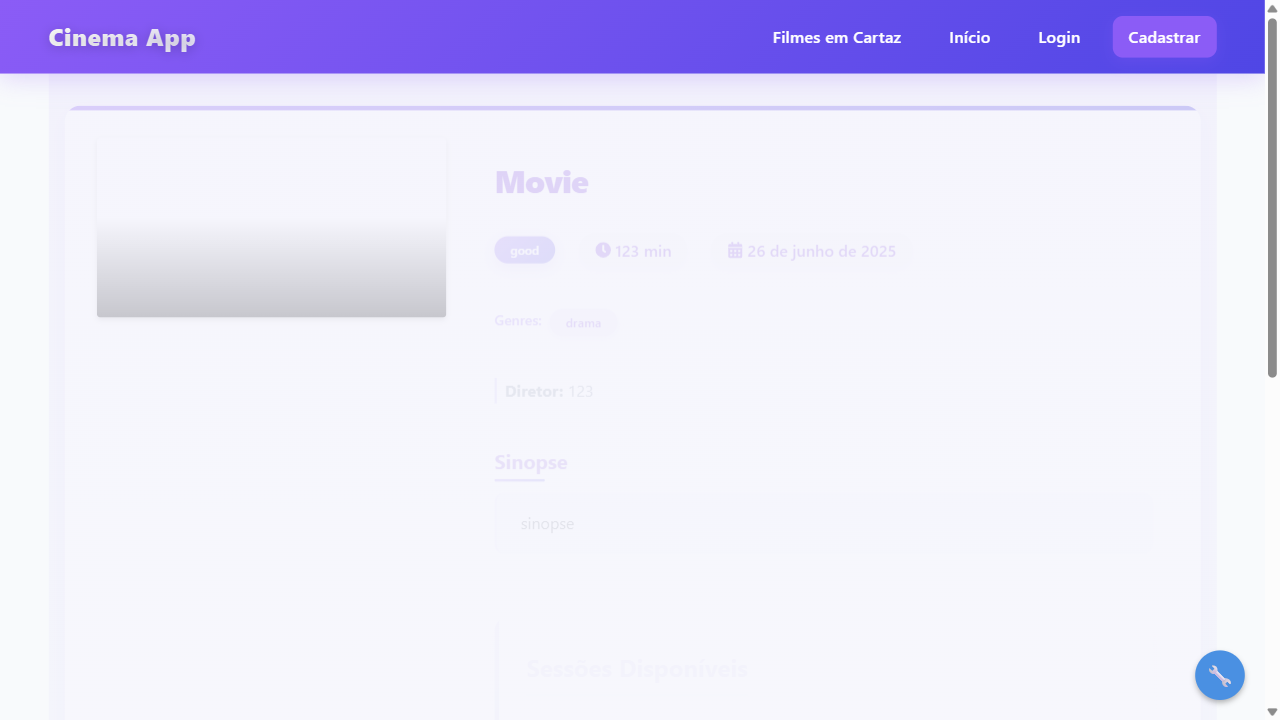 Cinema App
Filmes em Cartaz
Início
Login
Cadastrar
Movie
good
123 min
26 de junho de 2025
Genres: drama
Diretor: 123
Sinopse
sinopse
Sessões Disponíveis